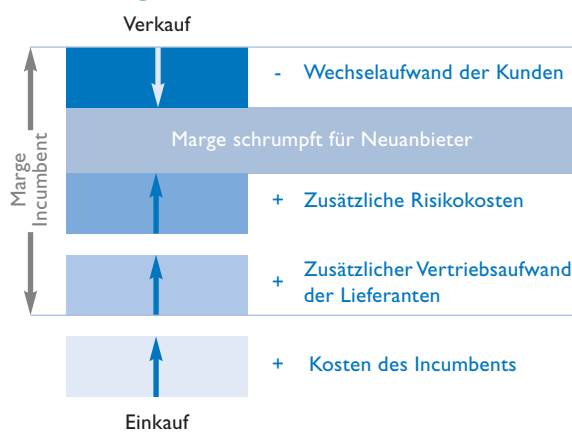 Verkauf
- Wechselaufwand der Kunden
Marge schrumpft für Neuanbieter
Marge
Incumbent
+ Zusätzliche Risikokosten
+ Zusätzlicher Vertriebsaufwand
der Lieferanten
+ Kosten des Incumbents
Einkauf